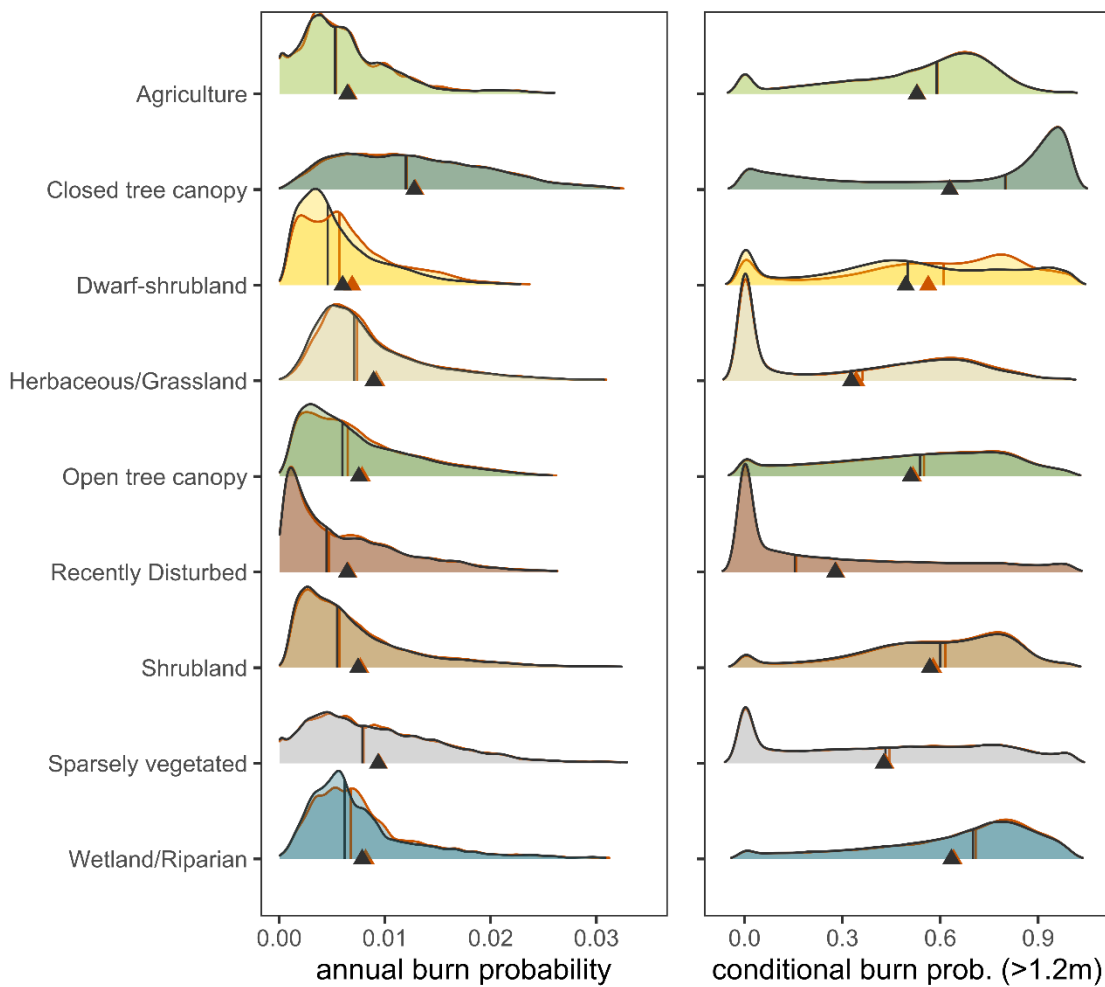 Agriculture
Closed tree canopy
Dwarf-shrubland
Herbaceous/Grassland
Open tree canopy
Recently Disturbed
Shrubland
Sparsely vegetated
Wetland/Riparian
0.00 0.01 0.02 0.03
annual burn probability
0.0 0.3 0.6 0.9
conditional burn prob. (>1.2m)